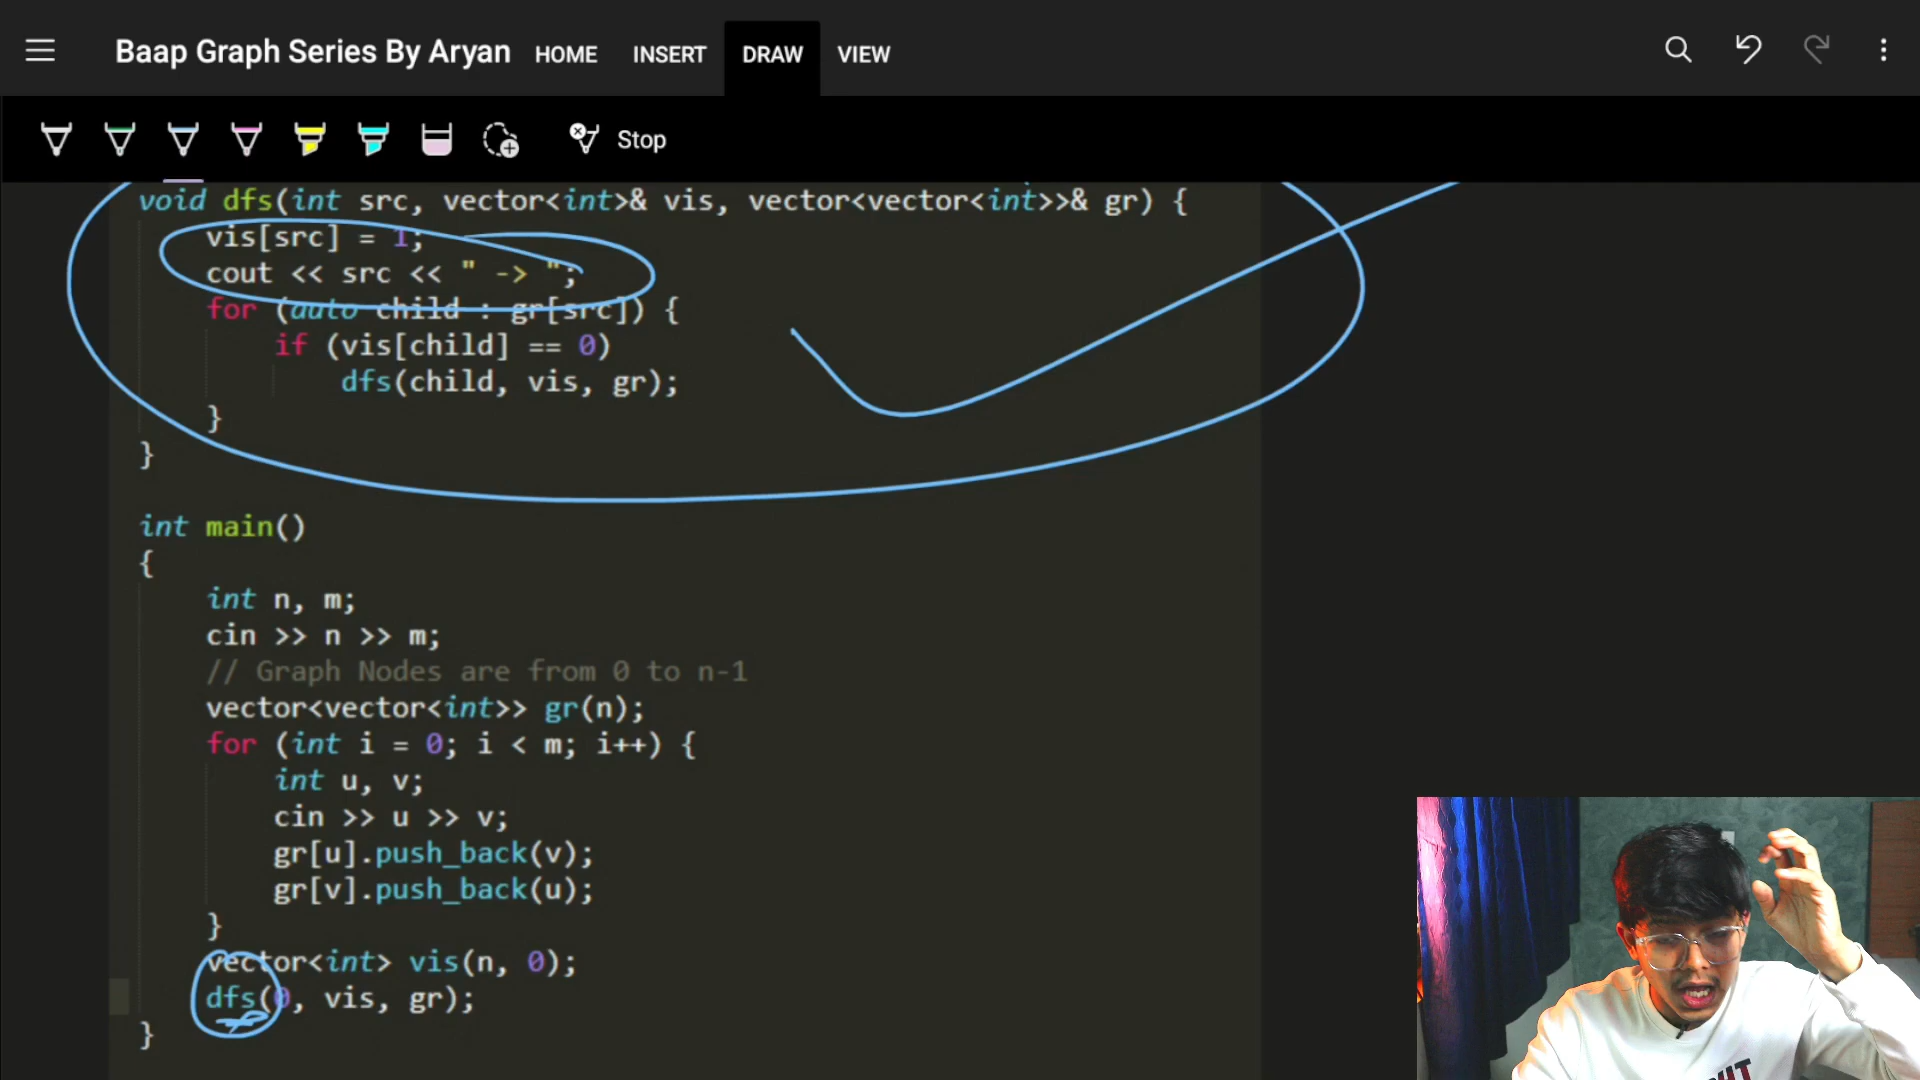 Baap Graph Series By Aryan HOME INSERT DRAW VIEW
Stop
void dfs(int src, vector<int>& vis, vector<vector<int>>& gr) {
vis[src] = 1;
cout << src << " -> ";
for (auto child : gr[src]) {
if (vis[child] == 0)
dfs(child, vis, gr);
}
}
int main()
{
int n, m;
cin >> n >> m;
// Graph Nodes are from 0 to n-1
vector<vector<int>> gr(n);
for (int i = 0; i < m; i++) {
int u, v;
cin >> u >> v;
gr[u].push_back(v);
gr[v].push_back(u);
}
vector<int> vis(n, 0);
dfs(0, vis, gr);
}